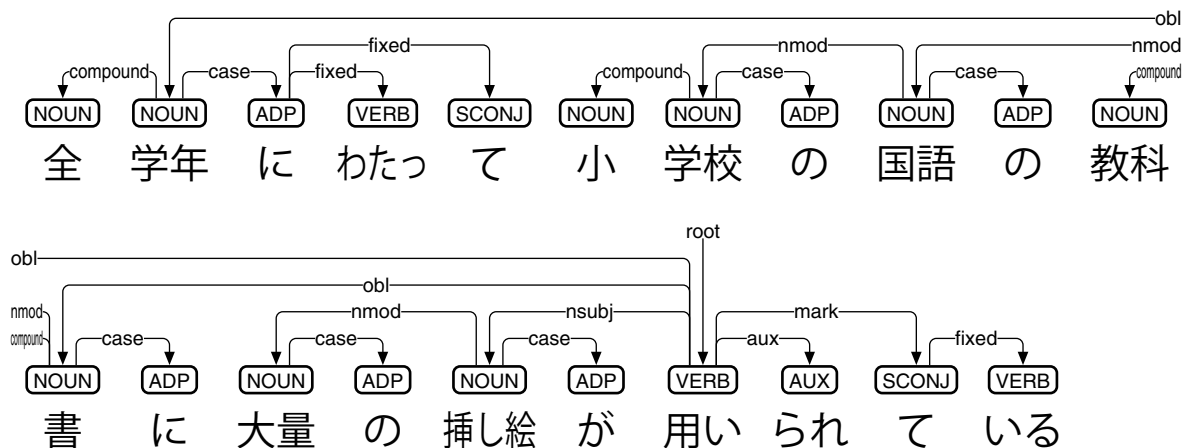 obl
fixed nmod nmod
compound case fixed compound case case compound
NOUN NOUN ADP VERB SCONJ NOUN NOUN ADP NOUN ADP NOUN
全 学年 に わたっ て 小 学校 の 国語 の 教科
root
obl
obl
nmod nmod nsubj mark
compound case case case aux fixed
NOUN ADP NOUN ADP NOUN ADP VERB AUX SCONJ VERB
書 に 大量 の 挿し絵 が 用い られ て いる